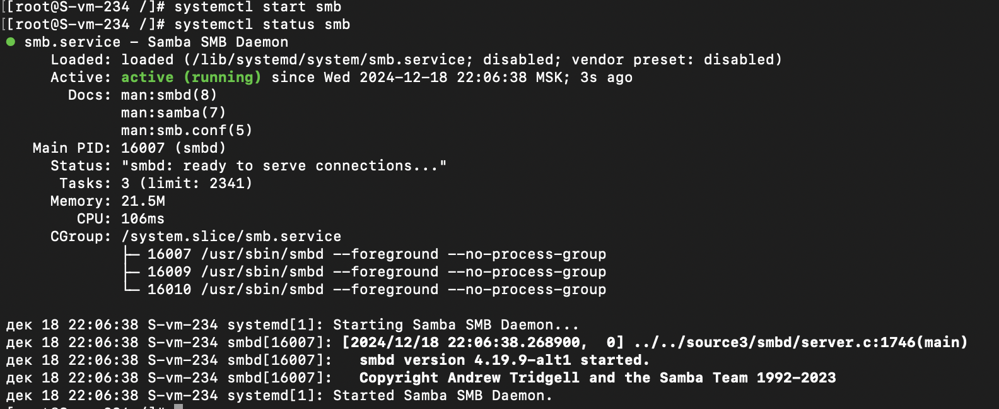 [[root@S-vm-234 /]# systemctl start smb
[[root@S-vm-234 /]# systemctl status smb
● smb.service - Samba SMB Daemon
Loaded: loaded (/lib/systemd/system/smb.service; disabled; vendor preset: disabled)
Active: active (running) since Wed 2024-12-18 22:06:38 MSK; 3s ago
Docs: man:smbd(8)
man:samba(7)
man:smb.conf(5)
Main PID: 16007 (smbd)
Status: "smbd: ready to serve connections..."
Tasks: 3 (limit: 2341)
Memory: 21.5M
CPU: 106ms
CGroup: /system.slice/smb.service
├─ 16007 /usr/sbin/smbd --foreground --no-process-group
├─ 16009 /usr/sbin/smbd --foreground --no-process-group
└─ 16010 /usr/sbin/smbd --foreground --no-process-group
дек 18 22:06:38 S-vm-234 systemd[1]: Starting Samba SMB Daemon...
дек 18 22:06:38 S-vm-234 smbd[16007]: [2024/12/18 22:06:38.268900,  0] ../../source3/smbd/server.c:1746(main)
дек 18 22:06:38 S-vm-234 smbd[16007]:   smbd version 4.19.9-alt1 started.
дек 18 22:06:38 S-vm-234 smbd[16007]:   Copyright Andrew Tridgell and the Samba Team 1992-2023
дек 18 22:06:38 S-vm-234 systemd[1]: Started Samba SMB Daemon.